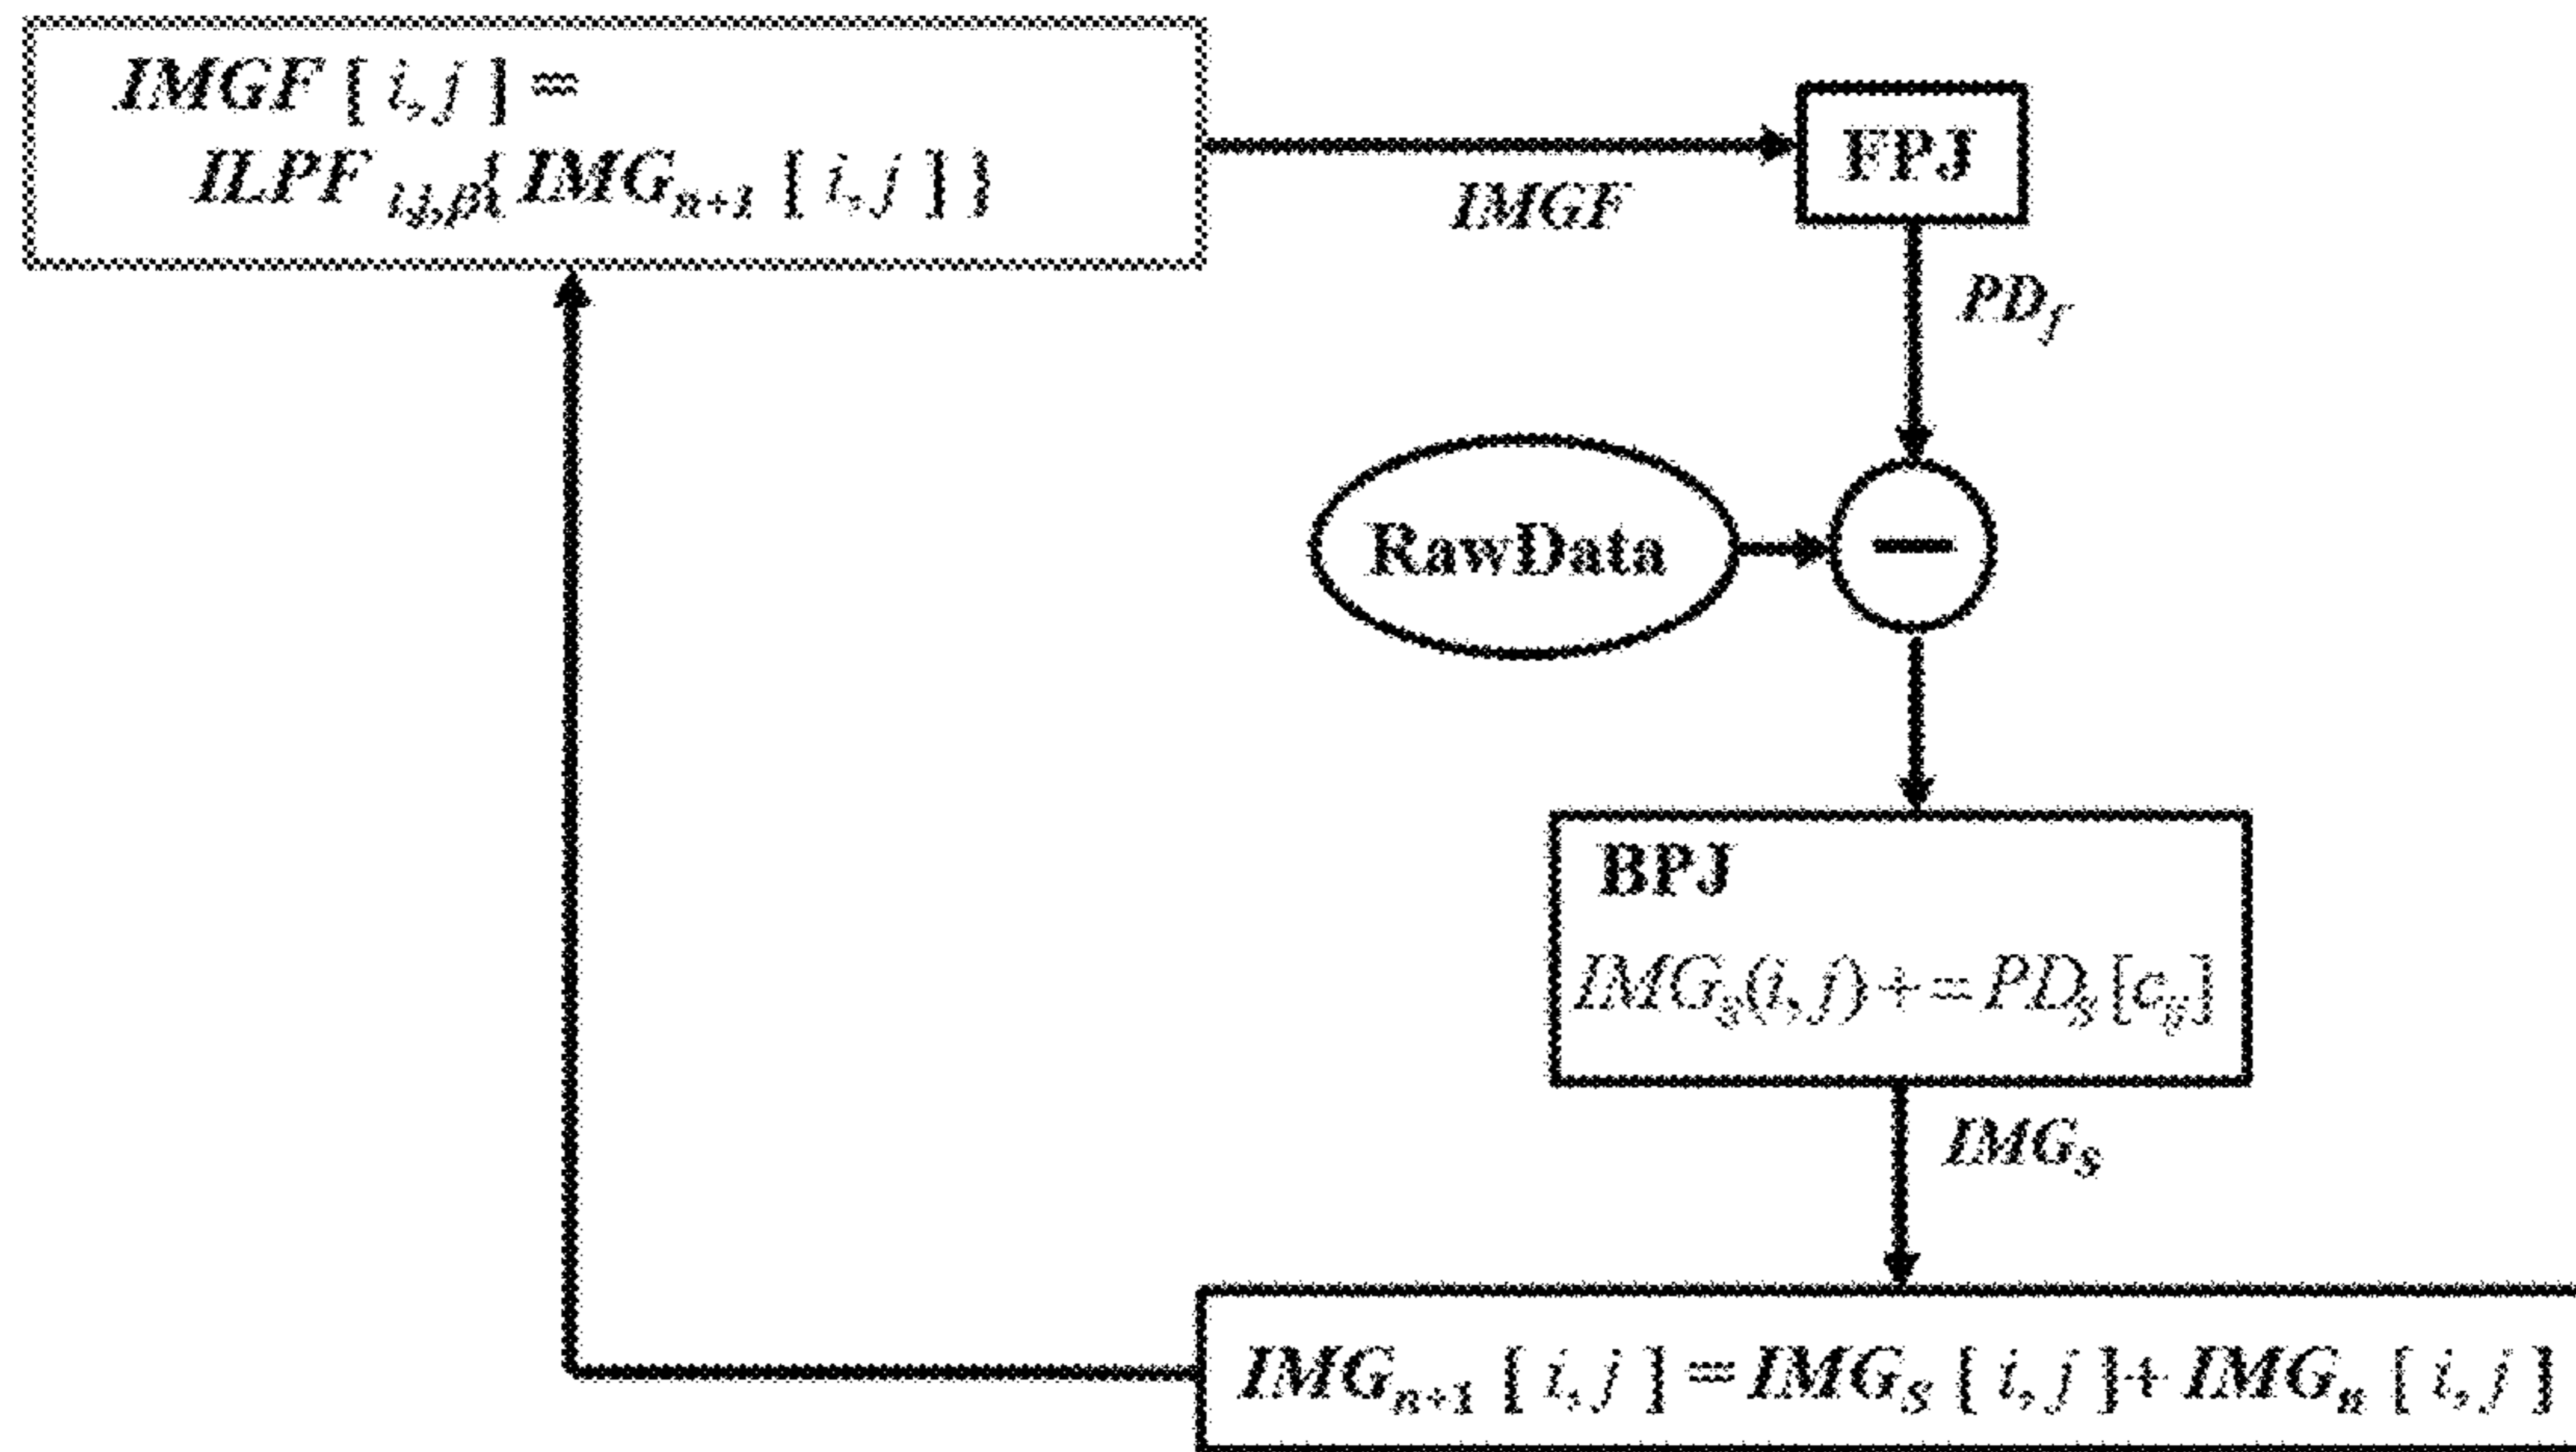 IMGF [ i, j ] =
ILPF i,j,β{ IMGn+1 [ i, j ] }
IMGF
FPJ
PDf
RawData
—
BPJ
IMGs(i, j) + = PDs [cij]
IMGS
IMGn+1 [ i, j ] = IMGS [ i, j ] + IMGn [ i, j ]